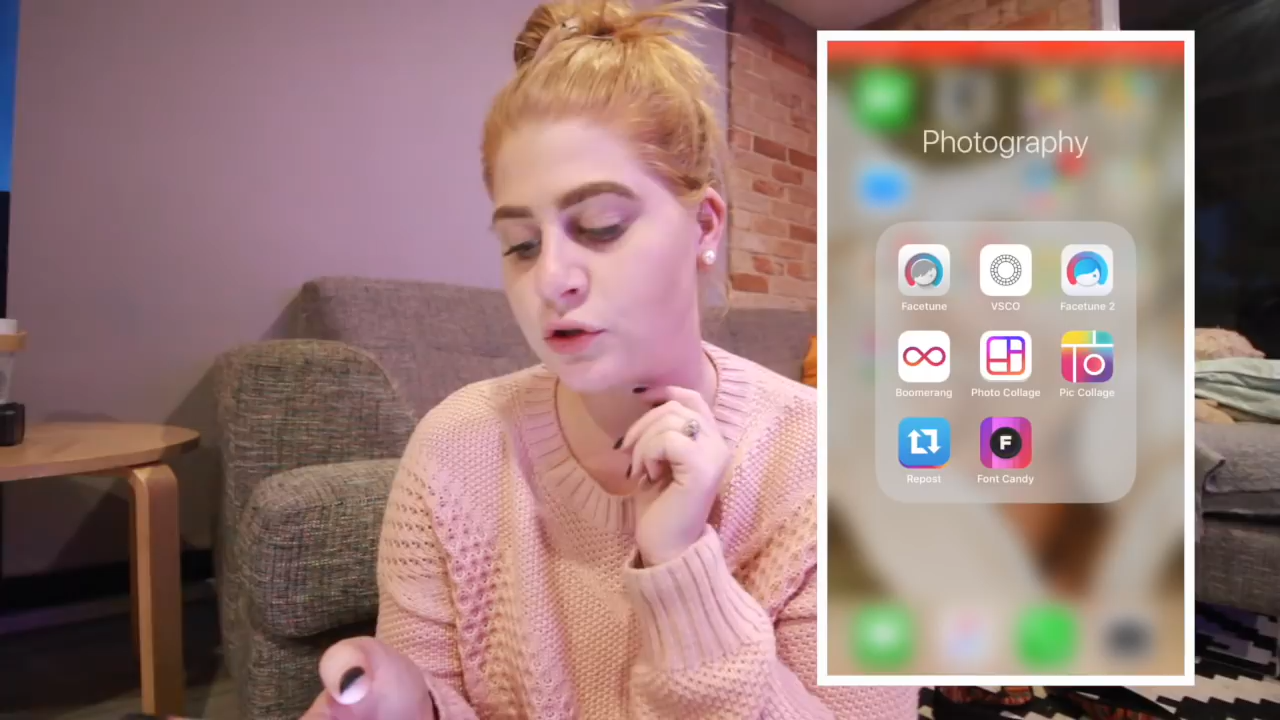 Photography
Facetune
VSCO
Facetune 2
Boomerang
Photo Collage
Pic Collage
F
Repost
Font Candy